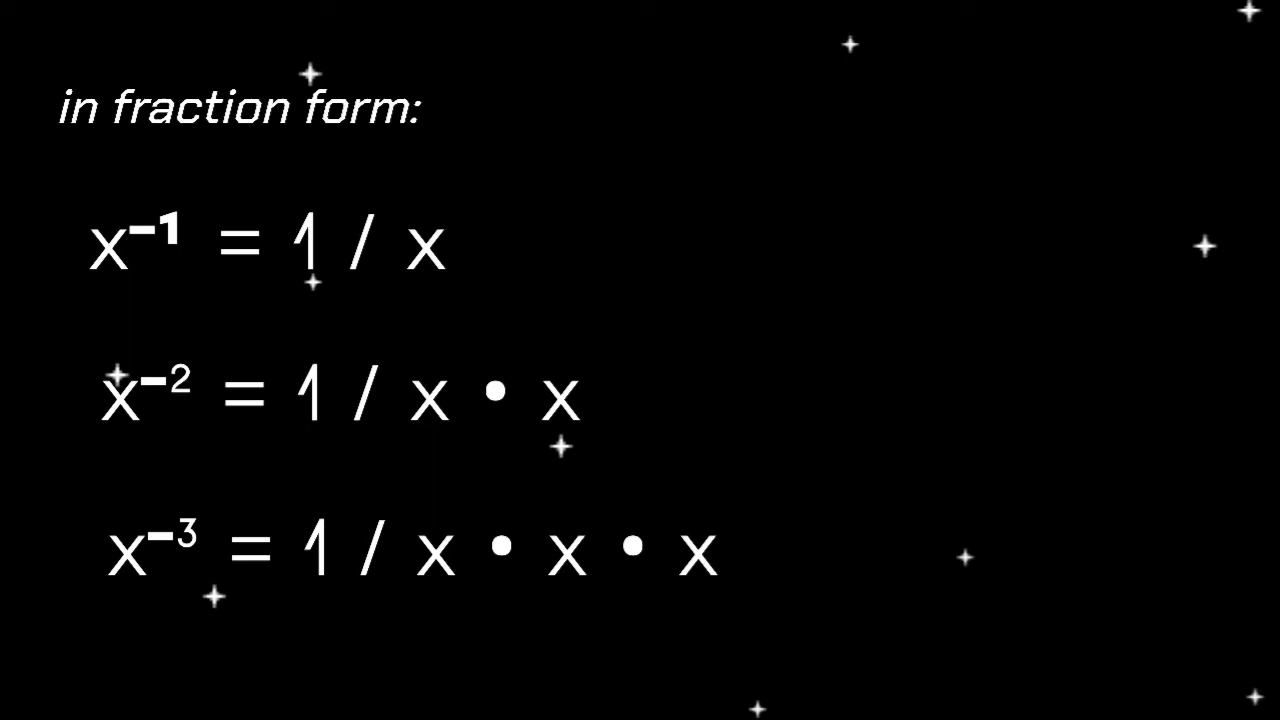 in fraction form:
x⁻¹ = 1 / x
x⁻² = 1 / x • x
x⁻³ = 1 / x • x • x